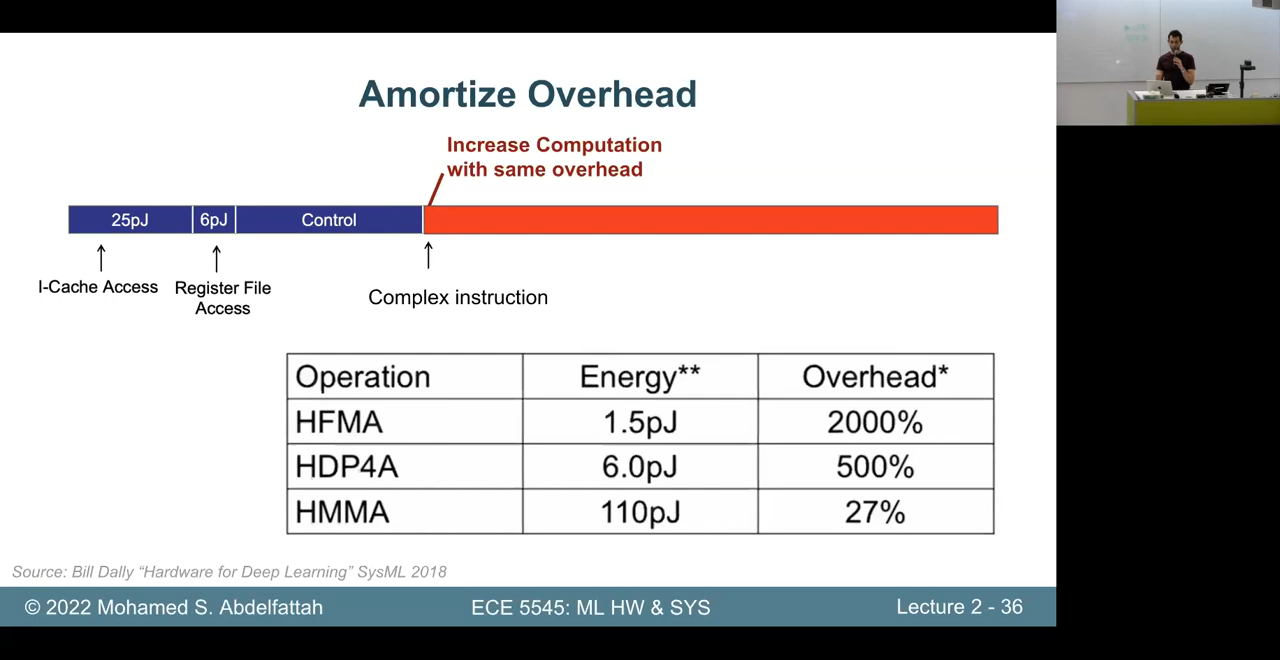 Amortize Overhead
Increase Computation
with same overhead
25pJ 6pJ Control
I-Cache Access
Register File
Access
Complex instruction
Operation Energy** Overhead*
HFMA 1.5pJ 2000%
HDP4A 6.0pJ 500%
HMMA 110pJ 27%
Source: Bill Dally “Hardware for Deep Learning” SysML 2018
© 2022 Mohamed S. Abdelfattah ECE 5545: ML HW & SYS Lecture 2 - 36